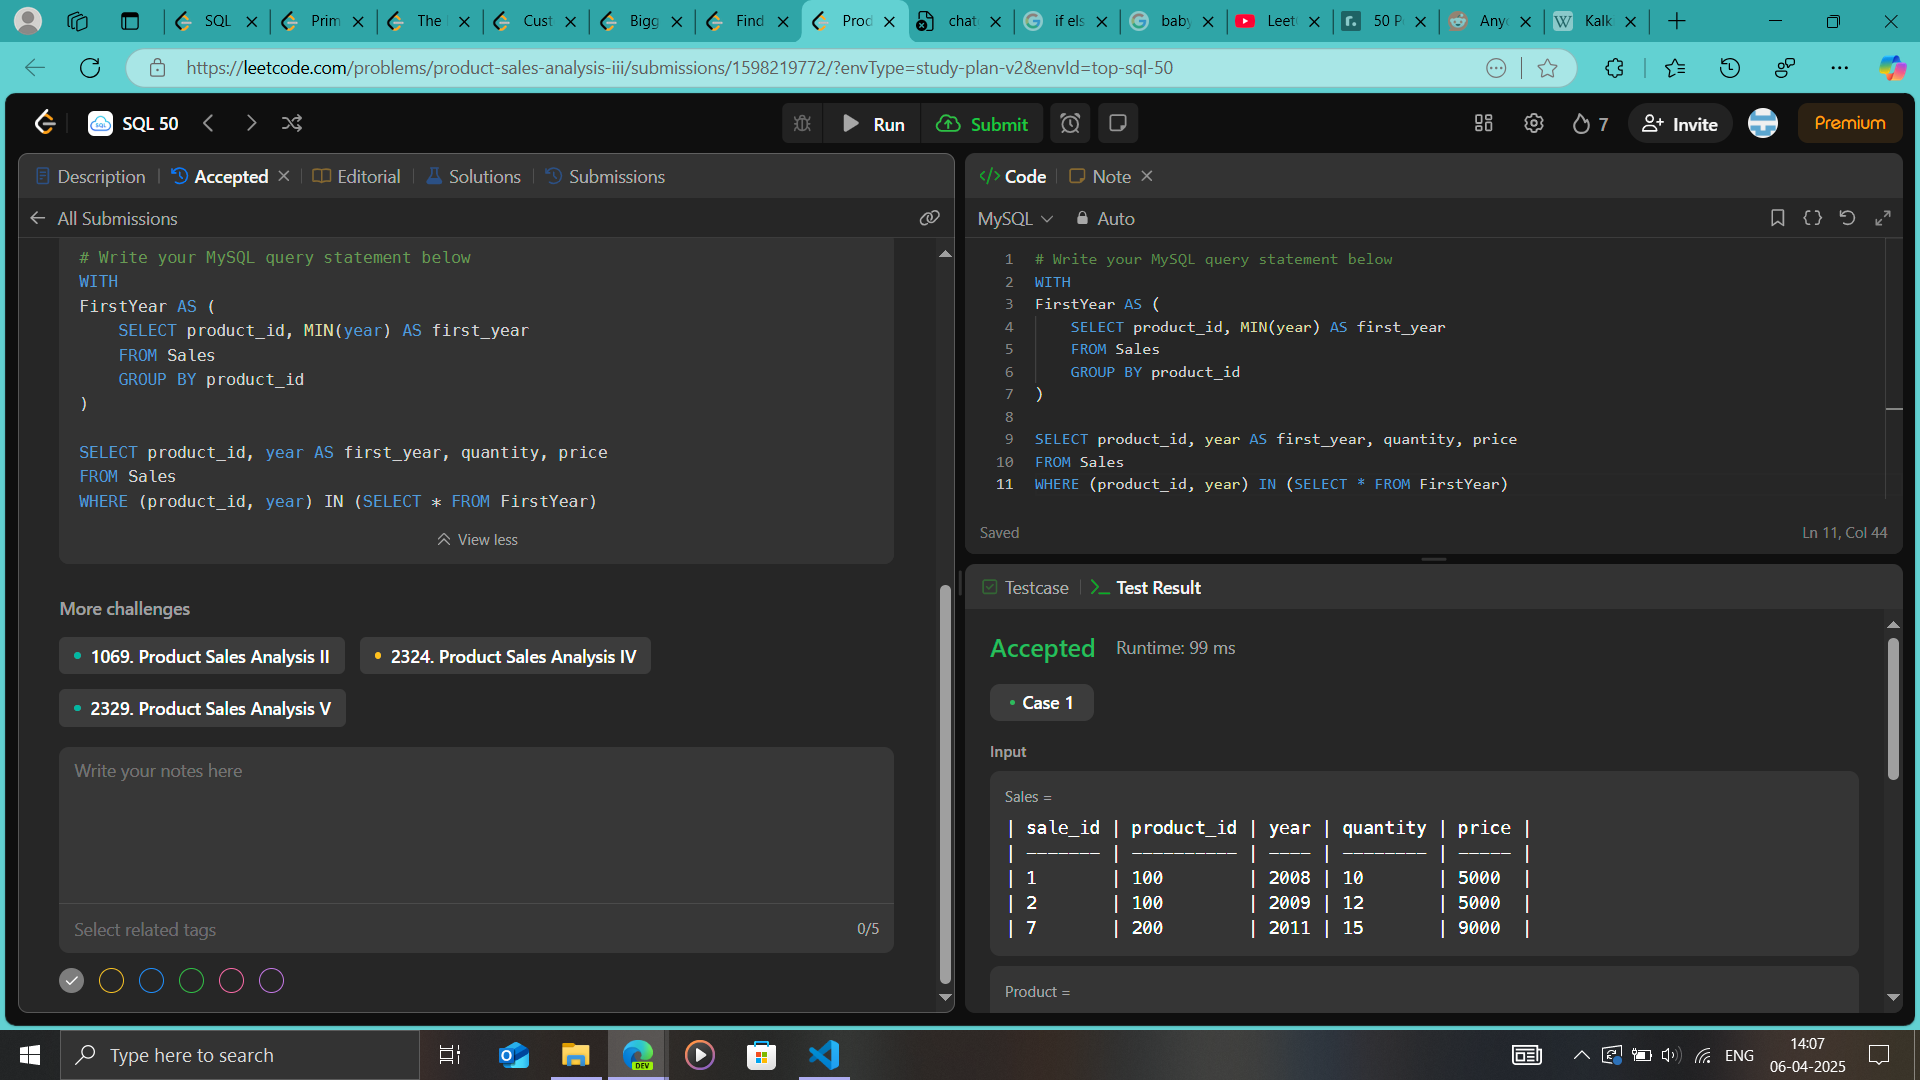 SQL
Prim
The
Cust
Bigg
Find
Prod
chat
if els
baby
Leet
50 P
Anyo
Kalk
https://leetcode.com/problems/product-sales-analysis-iii/submissions/1598219772/?envType=study-plan-v2&envId=top-sql-50
SQL 50
Run
Submit
7
Invite
Premium
Description
Accepted
Editorial
Solutions
Submissions
All Submissions
# Write your MySQL query statement below
WITH
FirstYear AS (
SELECT product_id, MIN(year) AS first_year
FROM Sales
GROUP BY product_id
)
SELECT product_id, year AS first_year, quantity, price
FROM Sales
WHERE (product_id, year) IN (SELECT * FROM FirstYear)
View less
More challenges
1069. Product Sales Analysis II
2324. Product Sales Analysis IV
2329. Product Sales Analysis V
Write your notes here
Select related tags
0/5
Code
Note
MySQL
Auto
1 # Write your MySQL query statement below
2 WITH
3 FirstYear AS (
4 SELECT product_id, MIN(year) AS first_year
5 FROM Sales
6 GROUP BY product_id
7 )
8
9 SELECT product_id, year AS first_year, quantity, price
10 FROM Sales
11 WHERE (product_id, year) IN (SELECT * FROM FirstYear)
Saved
Ln 11, Col 44
Testcase
Test Result
Accepted
Runtime: 99 ms
Case 1
Input
Sales =
| sale_id | product_id | year | quantity | price |
| ------- | ---------- | ---- | -------- | ----- |
| 1 | 100 | 2008 | 10 | 5000 |
| 2 | 100 | 2009 | 12 | 5000 |
| 7 | 200 | 2011 | 15 | 9000 |
Product =
Type here to search
DEV
ENG
14:07
06-04-2025